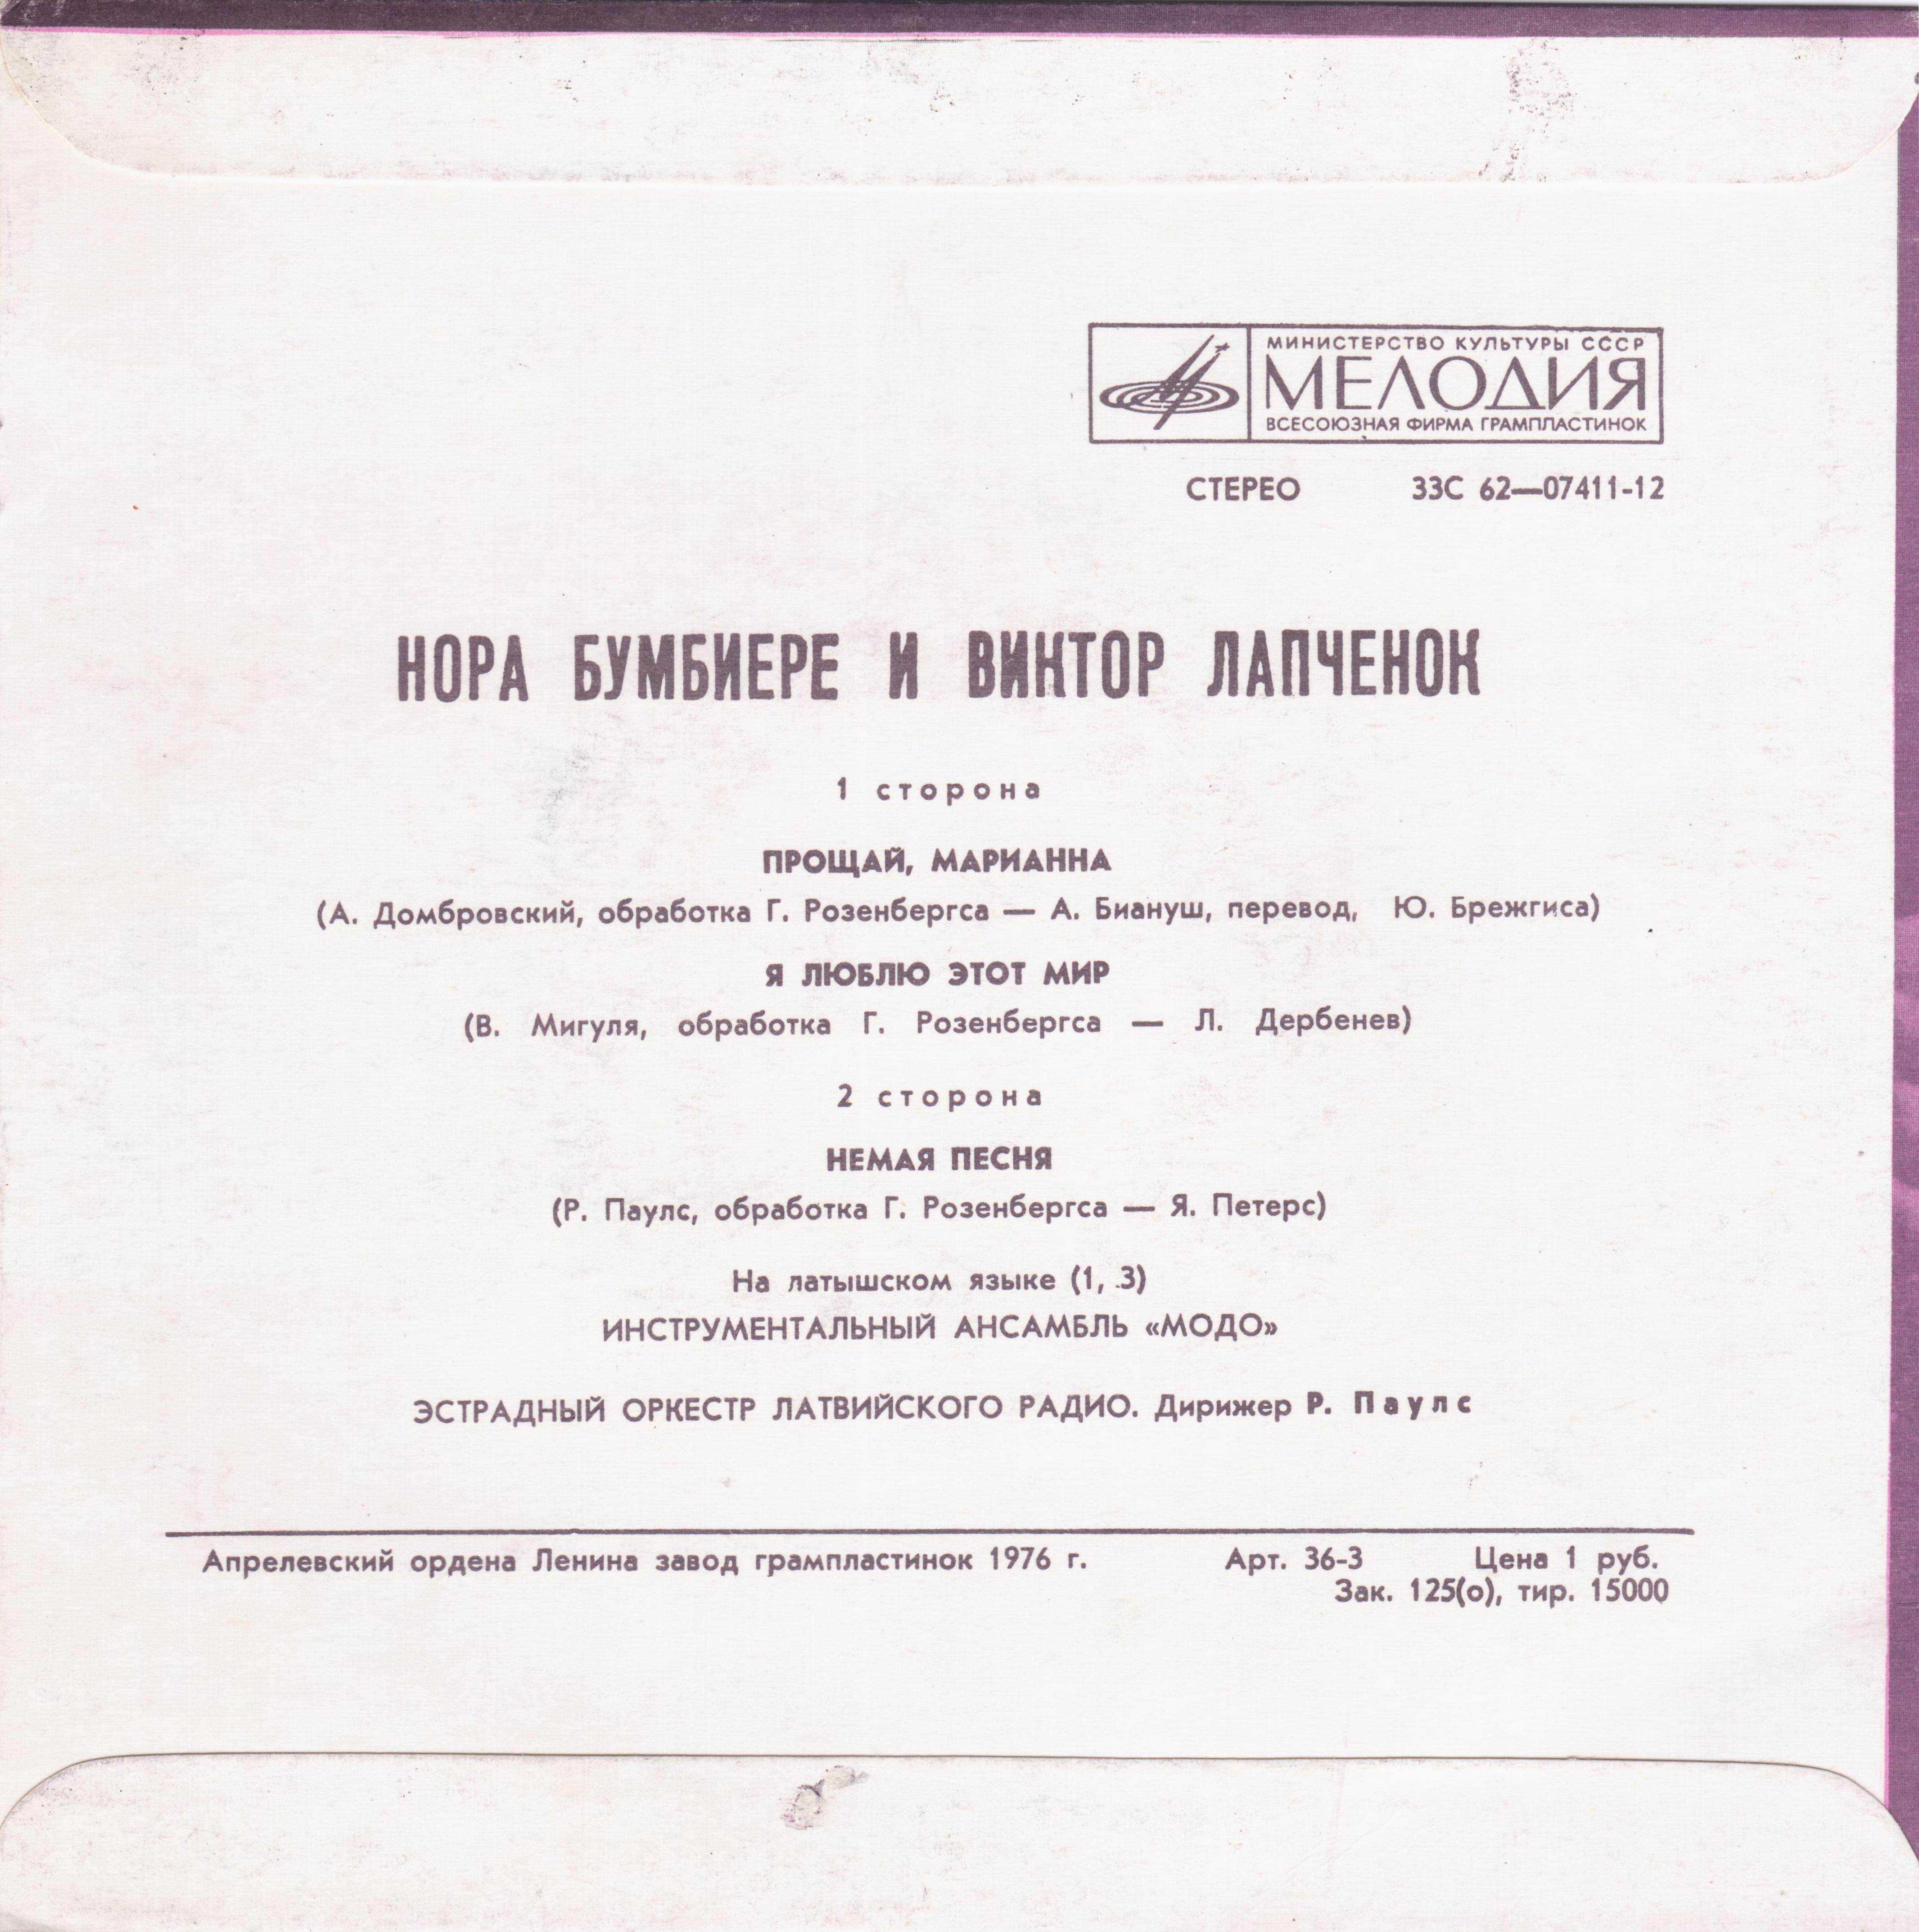 МИНИСТЕРСТВО КУЛЬТУРЫ СССР
МЕЛОДИЯ
ВСЕСОЮЗНАЯ ФИРМА ГРАМПЛАСТИНОК
СТЕРЕО 33С 62—07411-12
НОРА БУМБИЕРЕ И ВИКТОР ЛАПЧЕНОК
1 сторона
ПРОЩАЙ, МАРИАННА
(А. Домбровский, обработка Г. Розенбергса — А. Биануш, перевод, Ю. Брежгиса)
Я ЛЮБЛЮ ЭТОТ МИР
(В. Мигуля, обработка Г. Розенбергса — Л. Дербенев)
2 сторона
НЕМАЯ ПЕСНЯ
(Р. Паулс, обработка Г. Розенбергса — Я. Петерс)
На латышском языке (1, 3)
ИНСТРУМЕНТАЛЬНЫЙ АНСАМБЛЬ «МОДО»
ЭСТРАДНЫЙ ОРКЕСТР ЛАТВИЙСКОГО РАДИО. Дирижер Р. Паулс
Апрелевский ордена Ленина завод грампластинок 1976 г. Арт. 36-3 Цена 1 руб.
Зак. 125(о), тир. 15000